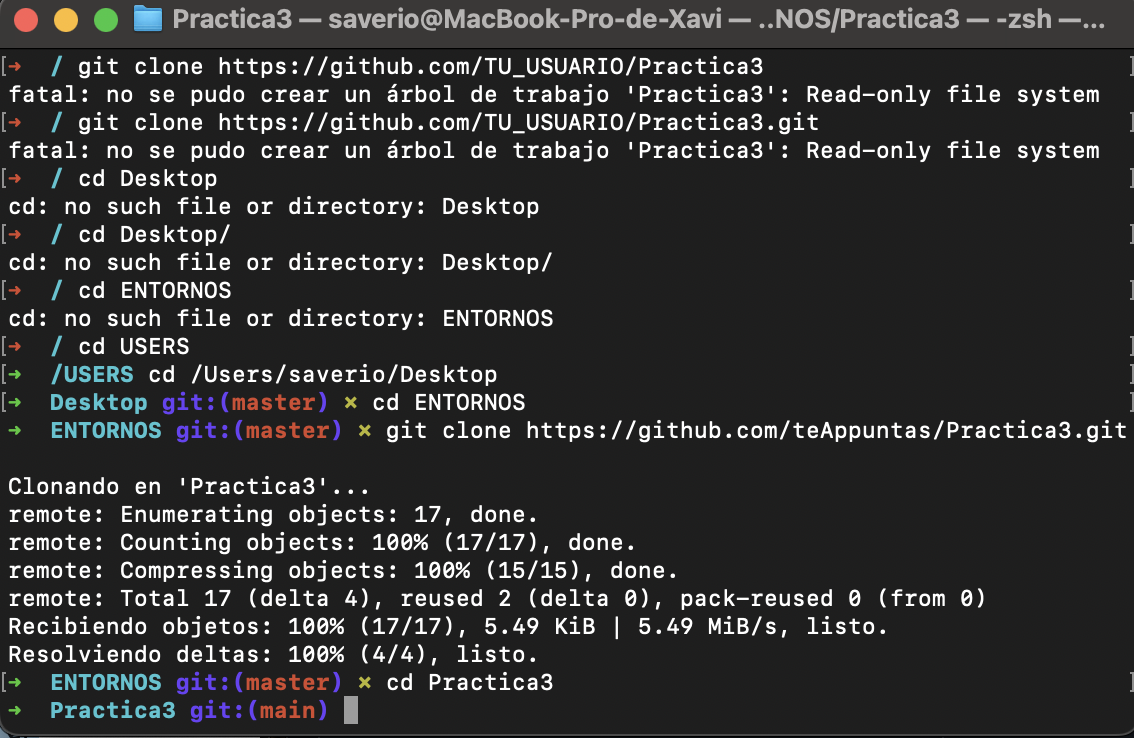 Practica3 — saverio@MacBook-Pro-de-Xavi — ..NOS/Practica3 — -zsh —...
[➜  / git clone https://github.com/TU_USUARIO/Practica3 ]
fatal: no se pudo crear un árbol de trabajo 'Practica3': Read-only file system
[➜  / git clone https://github.com/TU_USUARIO/Practica3.git ]
fatal: no se pudo crear un árbol de trabajo 'Practica3': Read-only file system
[➜  / cd Desktop ]
cd: no such file or directory: Desktop
[➜  / cd Desktop/ ]
cd: no such file or directory: Desktop/
[➜  / cd ENTORNOS ]
cd: no such file or directory: ENTORNOS
[➜  / cd USERS ]
[➜  /USERS cd /Users/saverio/Desktop ]
[➜  Desktop git:(master) ✗ cd ENTORNOS ]
➜  ENTORNOS git:(master) ✗ git clone https://github.com/teAppuntas/Practica3.git
Clonando en 'Practica3'...
remote: Enumerating objects: 17, done.
remote: Counting objects: 100% (17/17), done.
remote: Compressing objects: 100% (15/15), done.
remote: Total 17 (delta 4), reused 2 (delta 0), pack-reused 0 (from 0)
Recibiendo objetos: 100% (17/17), 5.49 KiB | 5.49 MiB/s, listo.
Resolviendo deltas: 100% (4/4), listo.
[➜  ENTORNOS git:(master) ✗ cd Practica3 ]
➜  Practica3 git:(main)